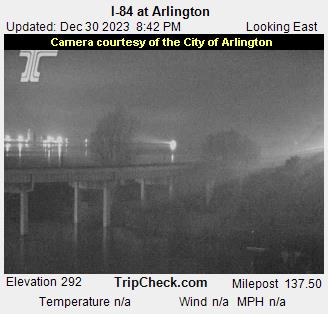 I-84 at Arlington
Updated: Dec 30 2023 8:42 PM Looking East
Camera courtesy of the City of Arlington
Elevation 292 TripCheck.com Milepost 137.50
Temperature n/a Wind n/a MPH n/a